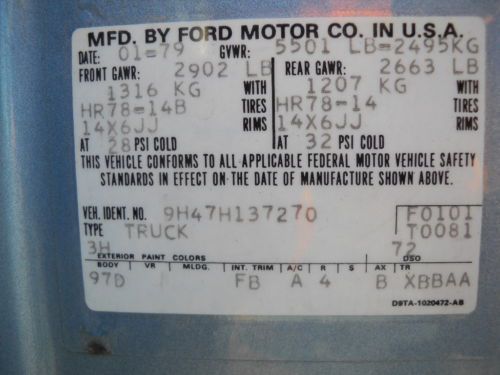 MFD. BY FORD MOTOR CO. IN U.S.A.
DATE: 01-79 GVWR: 5501 LB=2495KG
FRONT GAWR: 2902 LB REAR GAWR: 2663 LB
1316 KG WITH 1207 KG WITH
HR78-14B TIRES HR78-14 TIRES
14X6JJ RIMS 14X6JJ RIMS
AT 28 PSI COLD AT 32 PSI COLD
THIS VEHICLE CONFORMS TO ALL APPLICABLE FEDERAL MOTOR VEHICLE SAFETY
STANDARDS IN EFFECT ON THE DATE OF MANUFACTURE SHOWN ABOVE.
VEH. IDENT. NO. 9H47H137270 F0101
TYPE TRUCK T0081
3H 72
EXTERIOR PAINT COLORS DSO
BODY VR MLDG. INT. TRIM A/C R S AX TR
97D FB A 4 B XBBAA
D9TA-1020472-AB